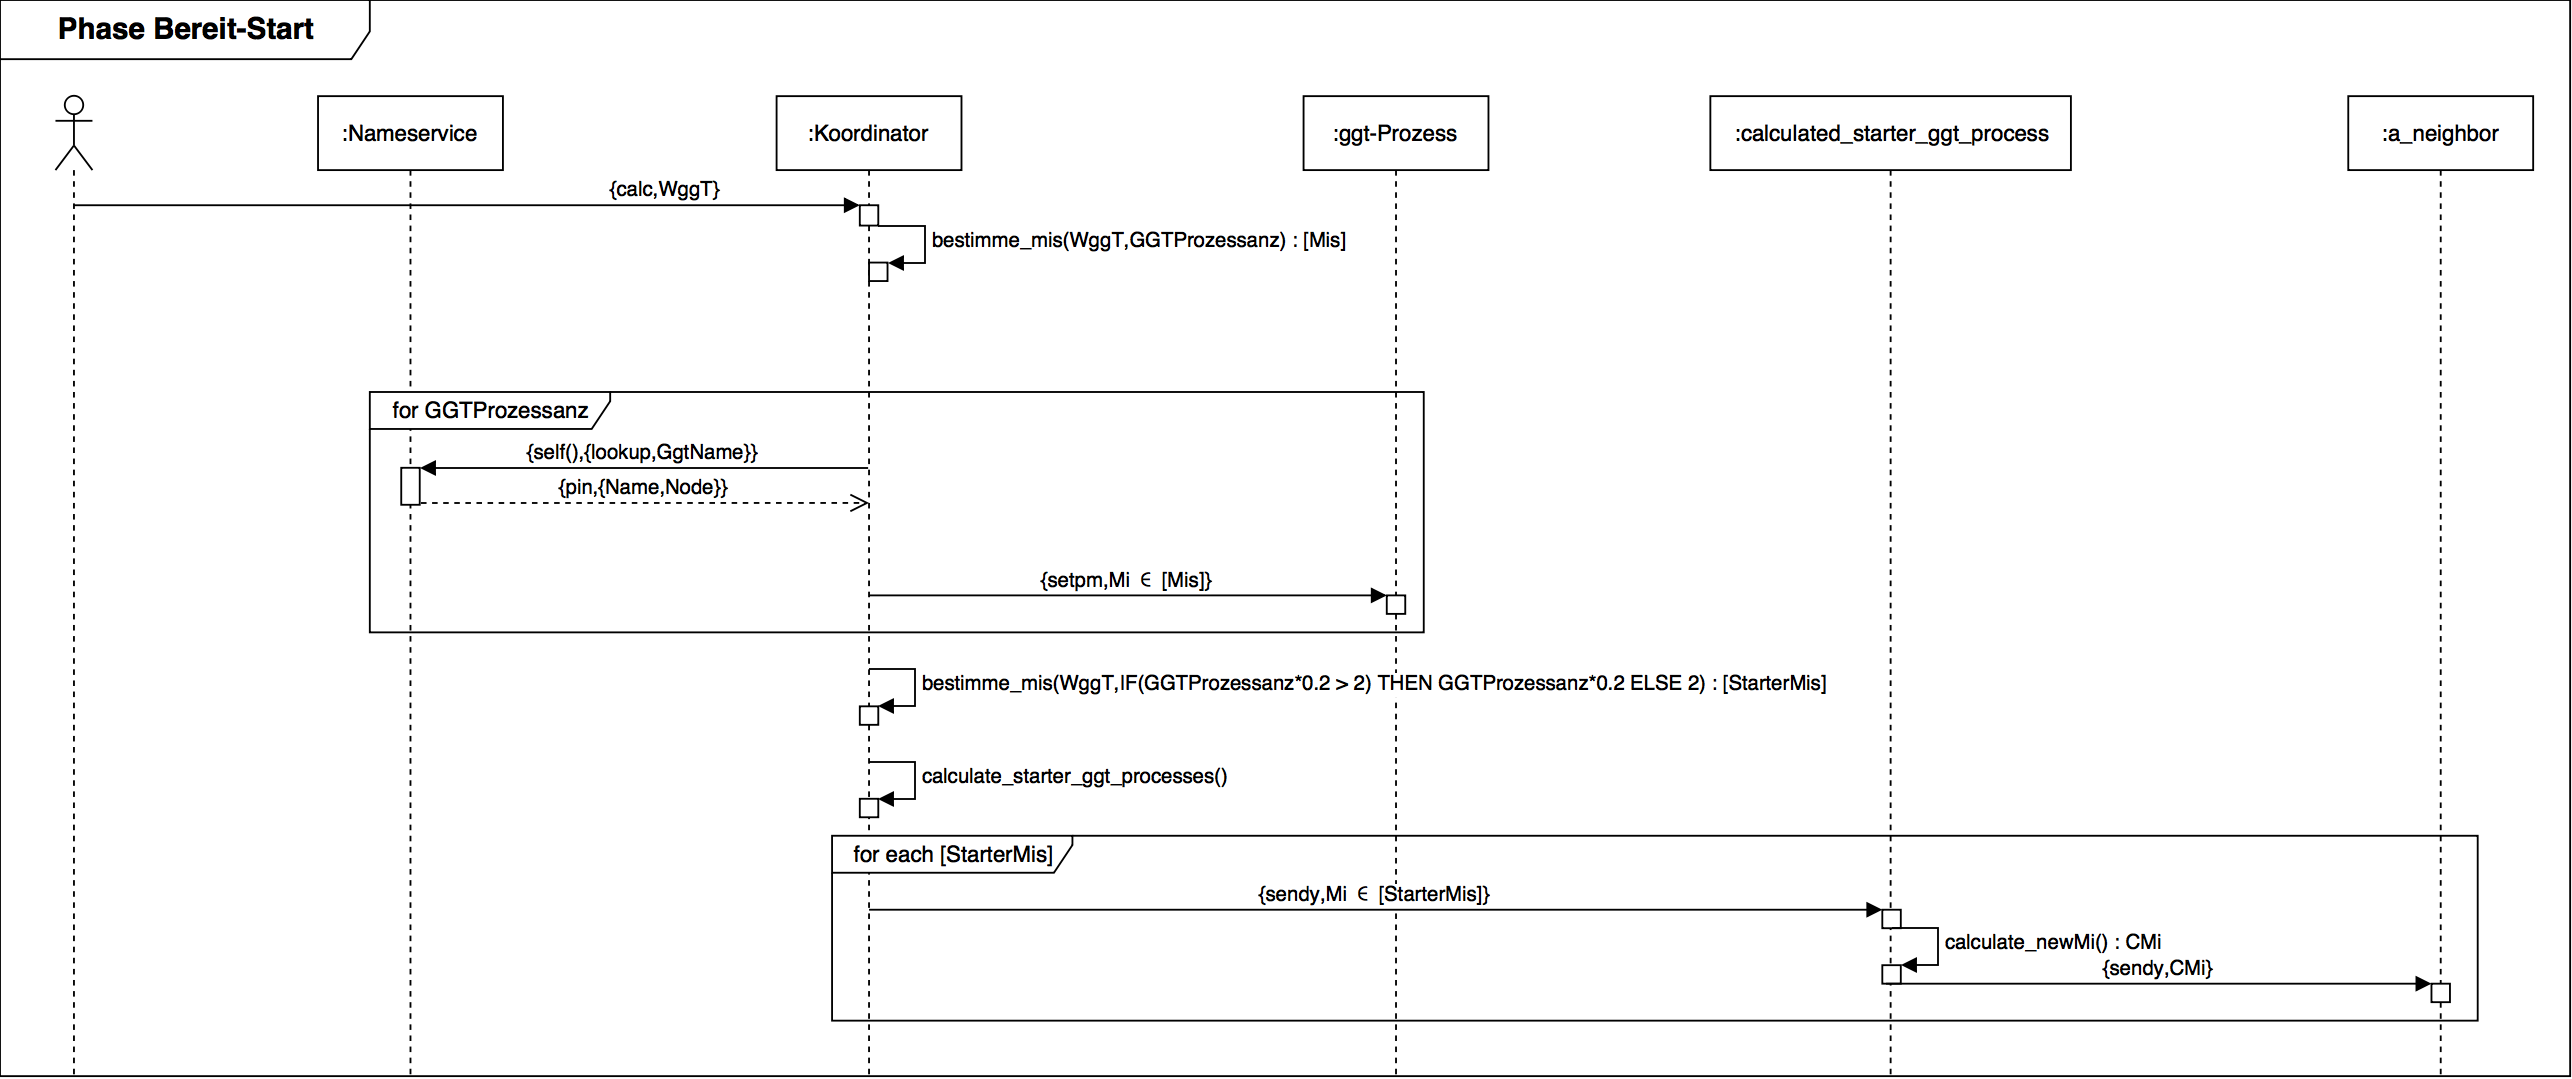 Phase Bereit-Start
:Nameservice
:Koordinator
:ggt-Prozess
:calculated_starter_ggt_process
:a_neighbor
{calc,WggT}
bestimme_mis(WggT,GGTProzessanz) : [Mis]
for GGTProzessanz
{self(),{lookup,GgtName}}
{pin,{Name,Node}}
{setpm,Mi ∈ [Mis]}
bestimme_mis(WggT,IF(GGTProzessanz*0.2 > 2) THEN GGTProzessanz*0.2 ELSE 2) : [StarterMis]
calculate_starter_ggt_processes()
for each [StarterMis]
{sendy,Mi ∈ [StarterMis]}
calculate_newMi() : CMi
{sendy,CMi}